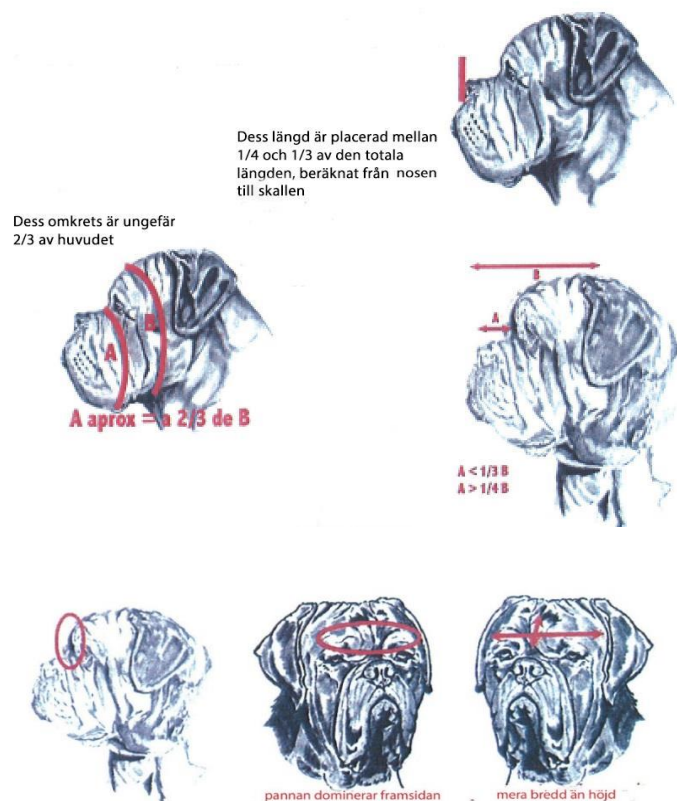 Dess längd är placerad mellan
1/4 och 1/3 av den totala
längden, beräknat från nosen
till skallen
Dess omkrets är ungefär
2/3 av huvudet
A
B
A aprox = a 2/3 de B
B
A
A < 1/3 B
A > 1/4 B
pannan dominerar framsidan
mera bredd än höjd